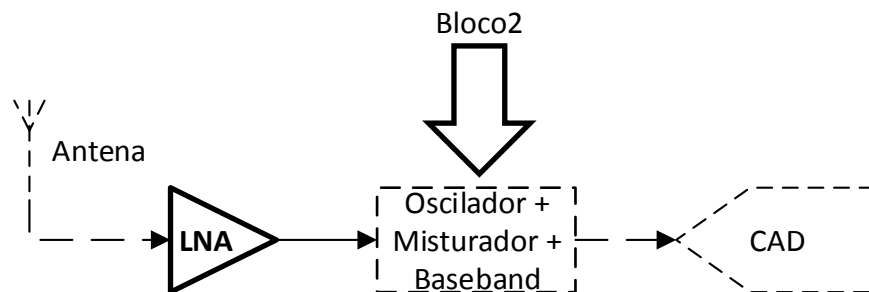 Bloco2
Antena
LNA
Oscilador +
Misturador +
Baseband
CAD